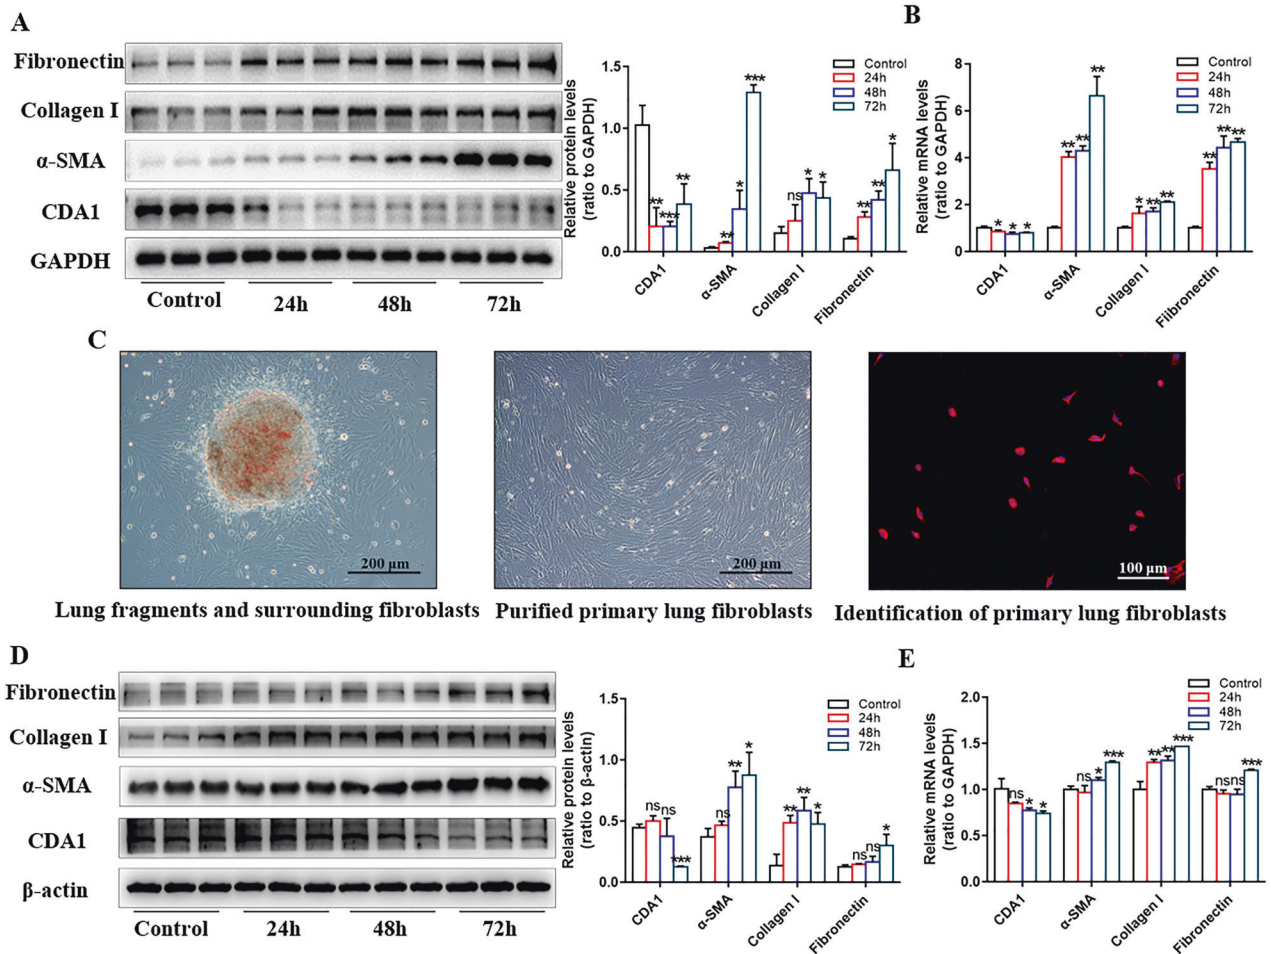 A
Fibronectin
Collagen I
α-SMA
CDA1
GAPDH
Control 24h 48h 72h
Relative protein levels
(ratio to GAPDH)
1.5
1.0
0.5
0.0
Control
24h
48h
72h
** *** **
** * ***
ns * *
** ** *
CDA1 α-SMA Collagen I Fibronectin
B
Relative mRNA levels
(ratio to GAPDH)
8
6
4
2
0
Control
24h
48h
72h
* * *
** ** **
* ** **
** ** **
CDA1 α-SMA Collagen I Fiibronectin
C
200 μm
200 μm
100 μm
Lung fragments and surrounding fibroblasts
Purified primary lung fibroblasts
Identification of primary lung fibroblasts
D
Fibronectin
Collagen I
α-SMA
CDA1
β-actin
Control 24h 48h 72h
Relative protein levels
(ratio to β-actin)
1.5
1.0
0.5
0.0
Control
24h
48h
72h
ns ns ***
ns ** *
** ** *
ns ns *
CDA1 α-SMA Collagen I Fibronectin
E
Relative mRNA levels
(ratio to GAPDH)
2.0
1.5
1.0
0.5
0.0
Control
24h
48h
72h
ns * *
ns * ***
** ** ***
ns ns ***
CDA1 α-SMA Collagen I Fibronectin